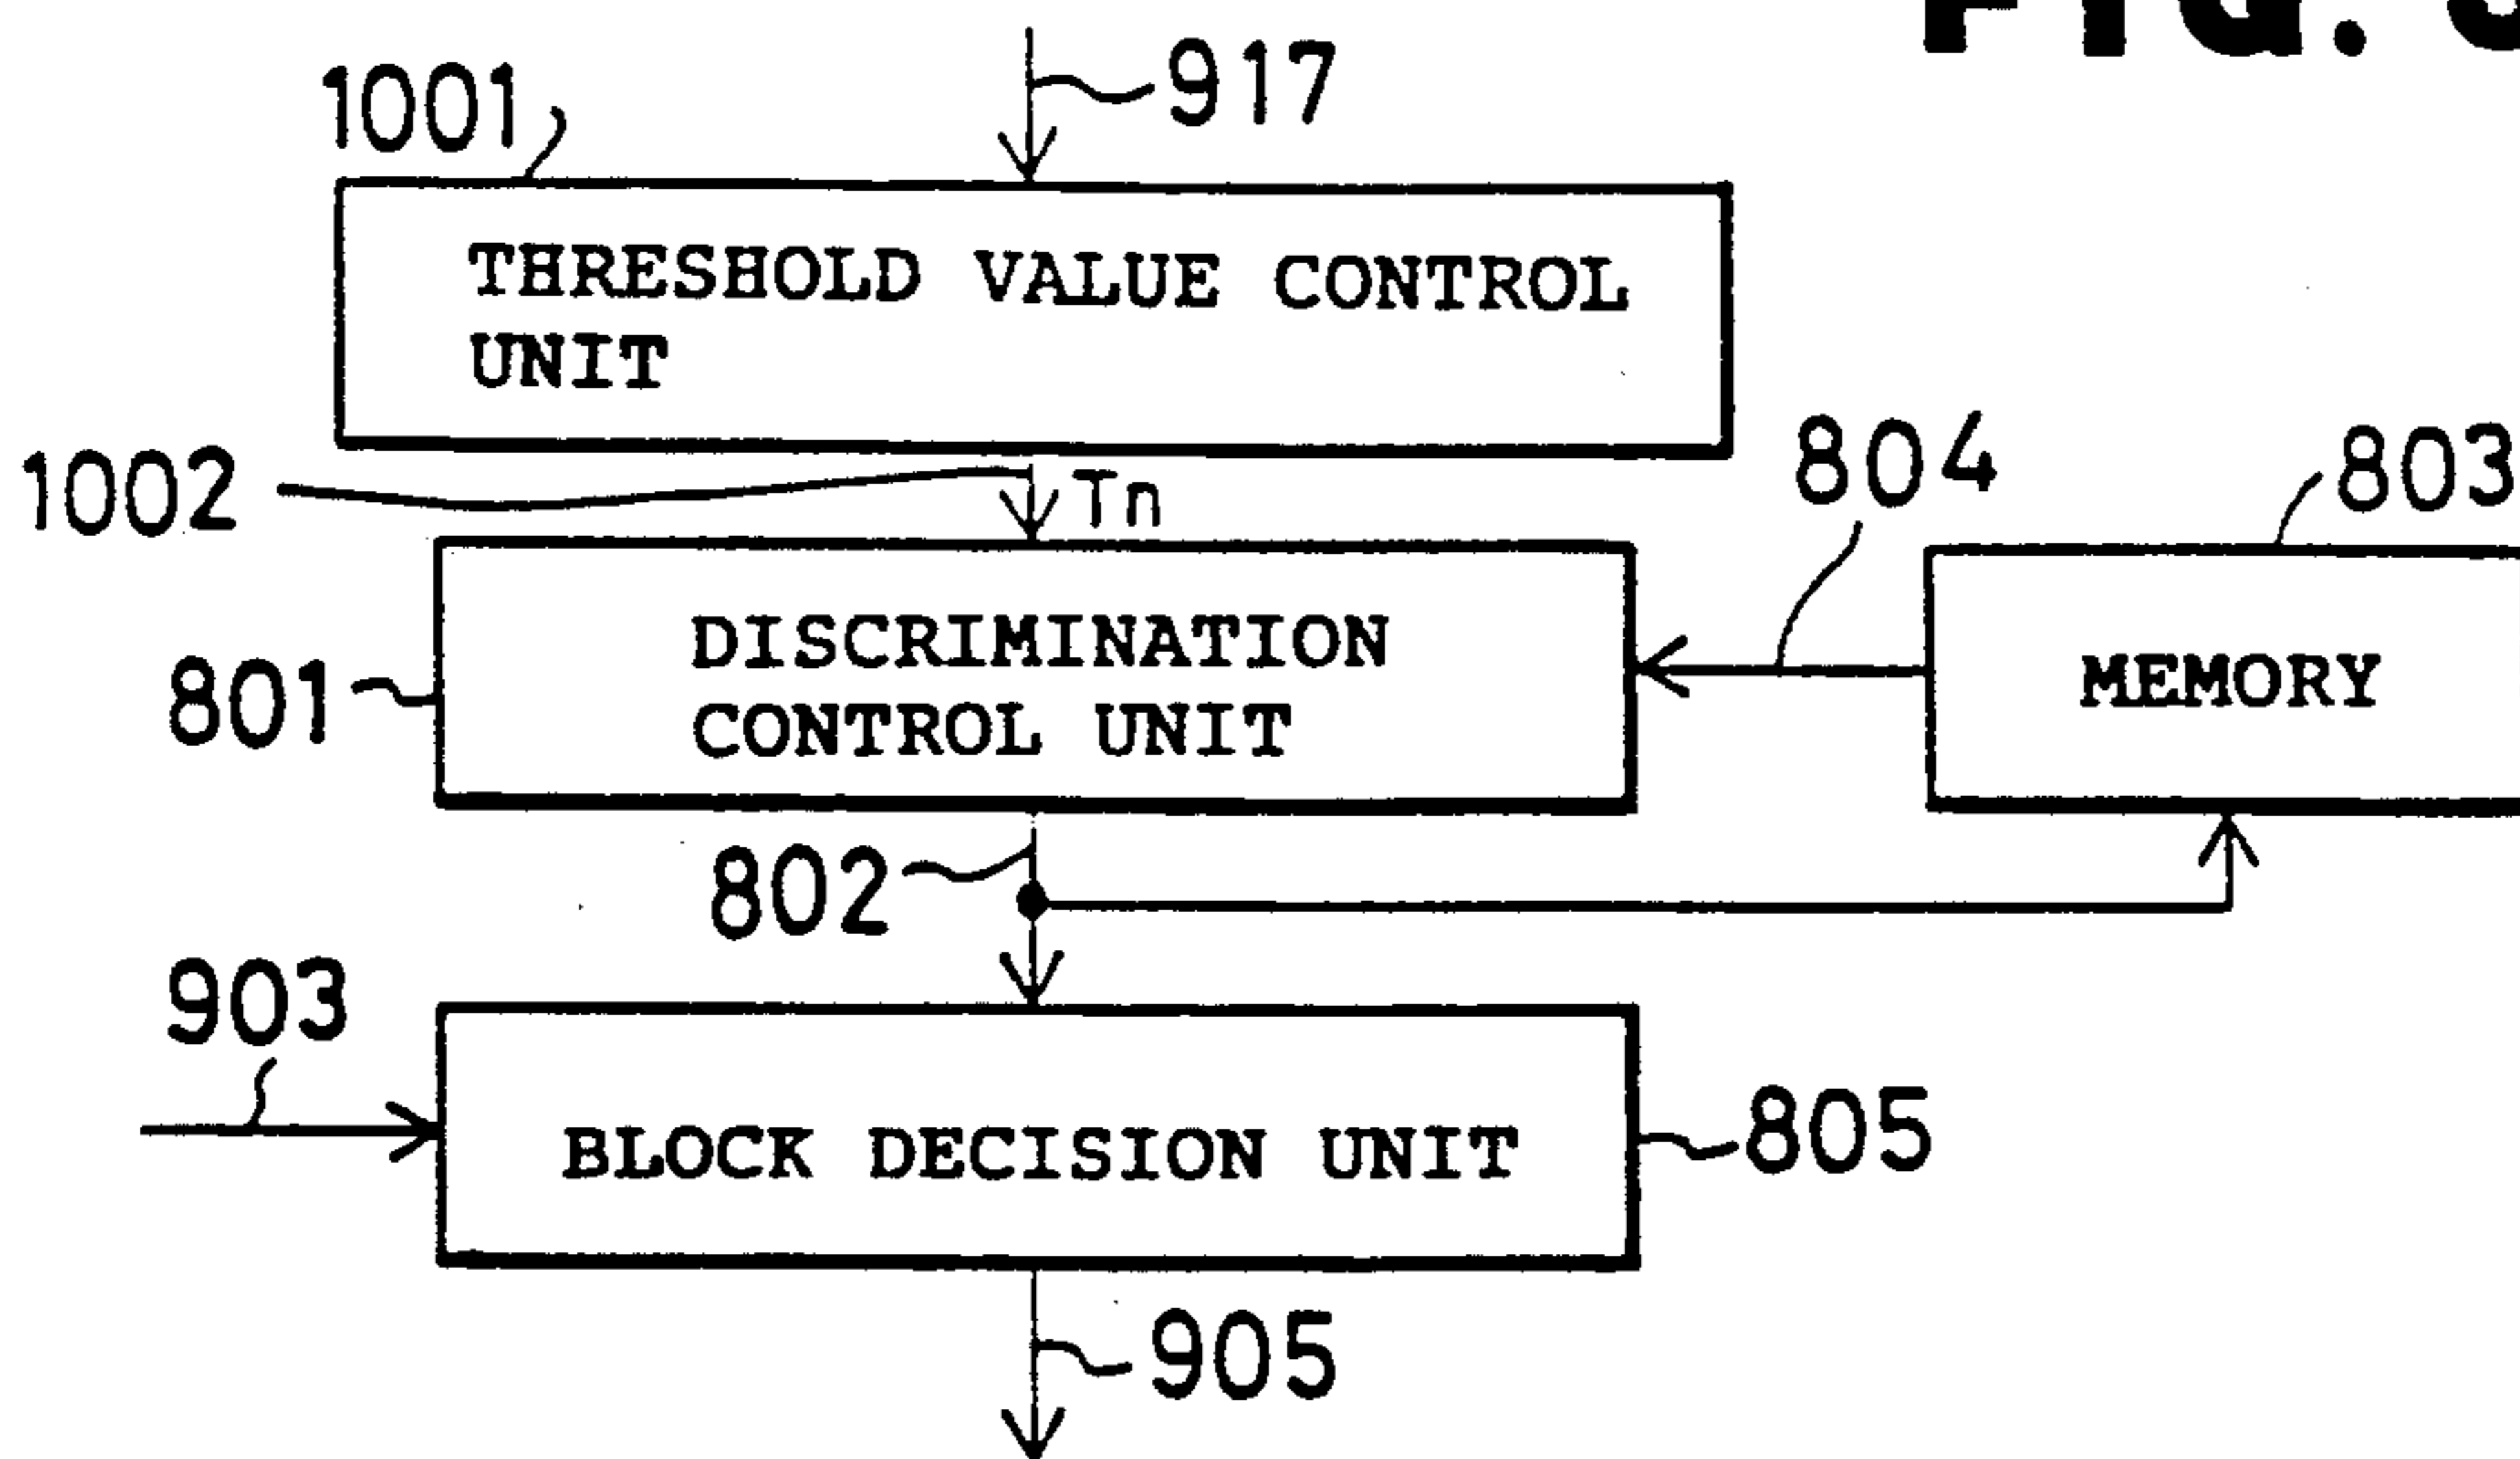 FIG.
1001
917
THRESHOLD VALUE CONTROL
UNIT
1002
Tn
804
803
801
DISCRIMINATION
CONTROL UNIT
MEMORY
802
903
BLOCK DECISION UNIT
805
905